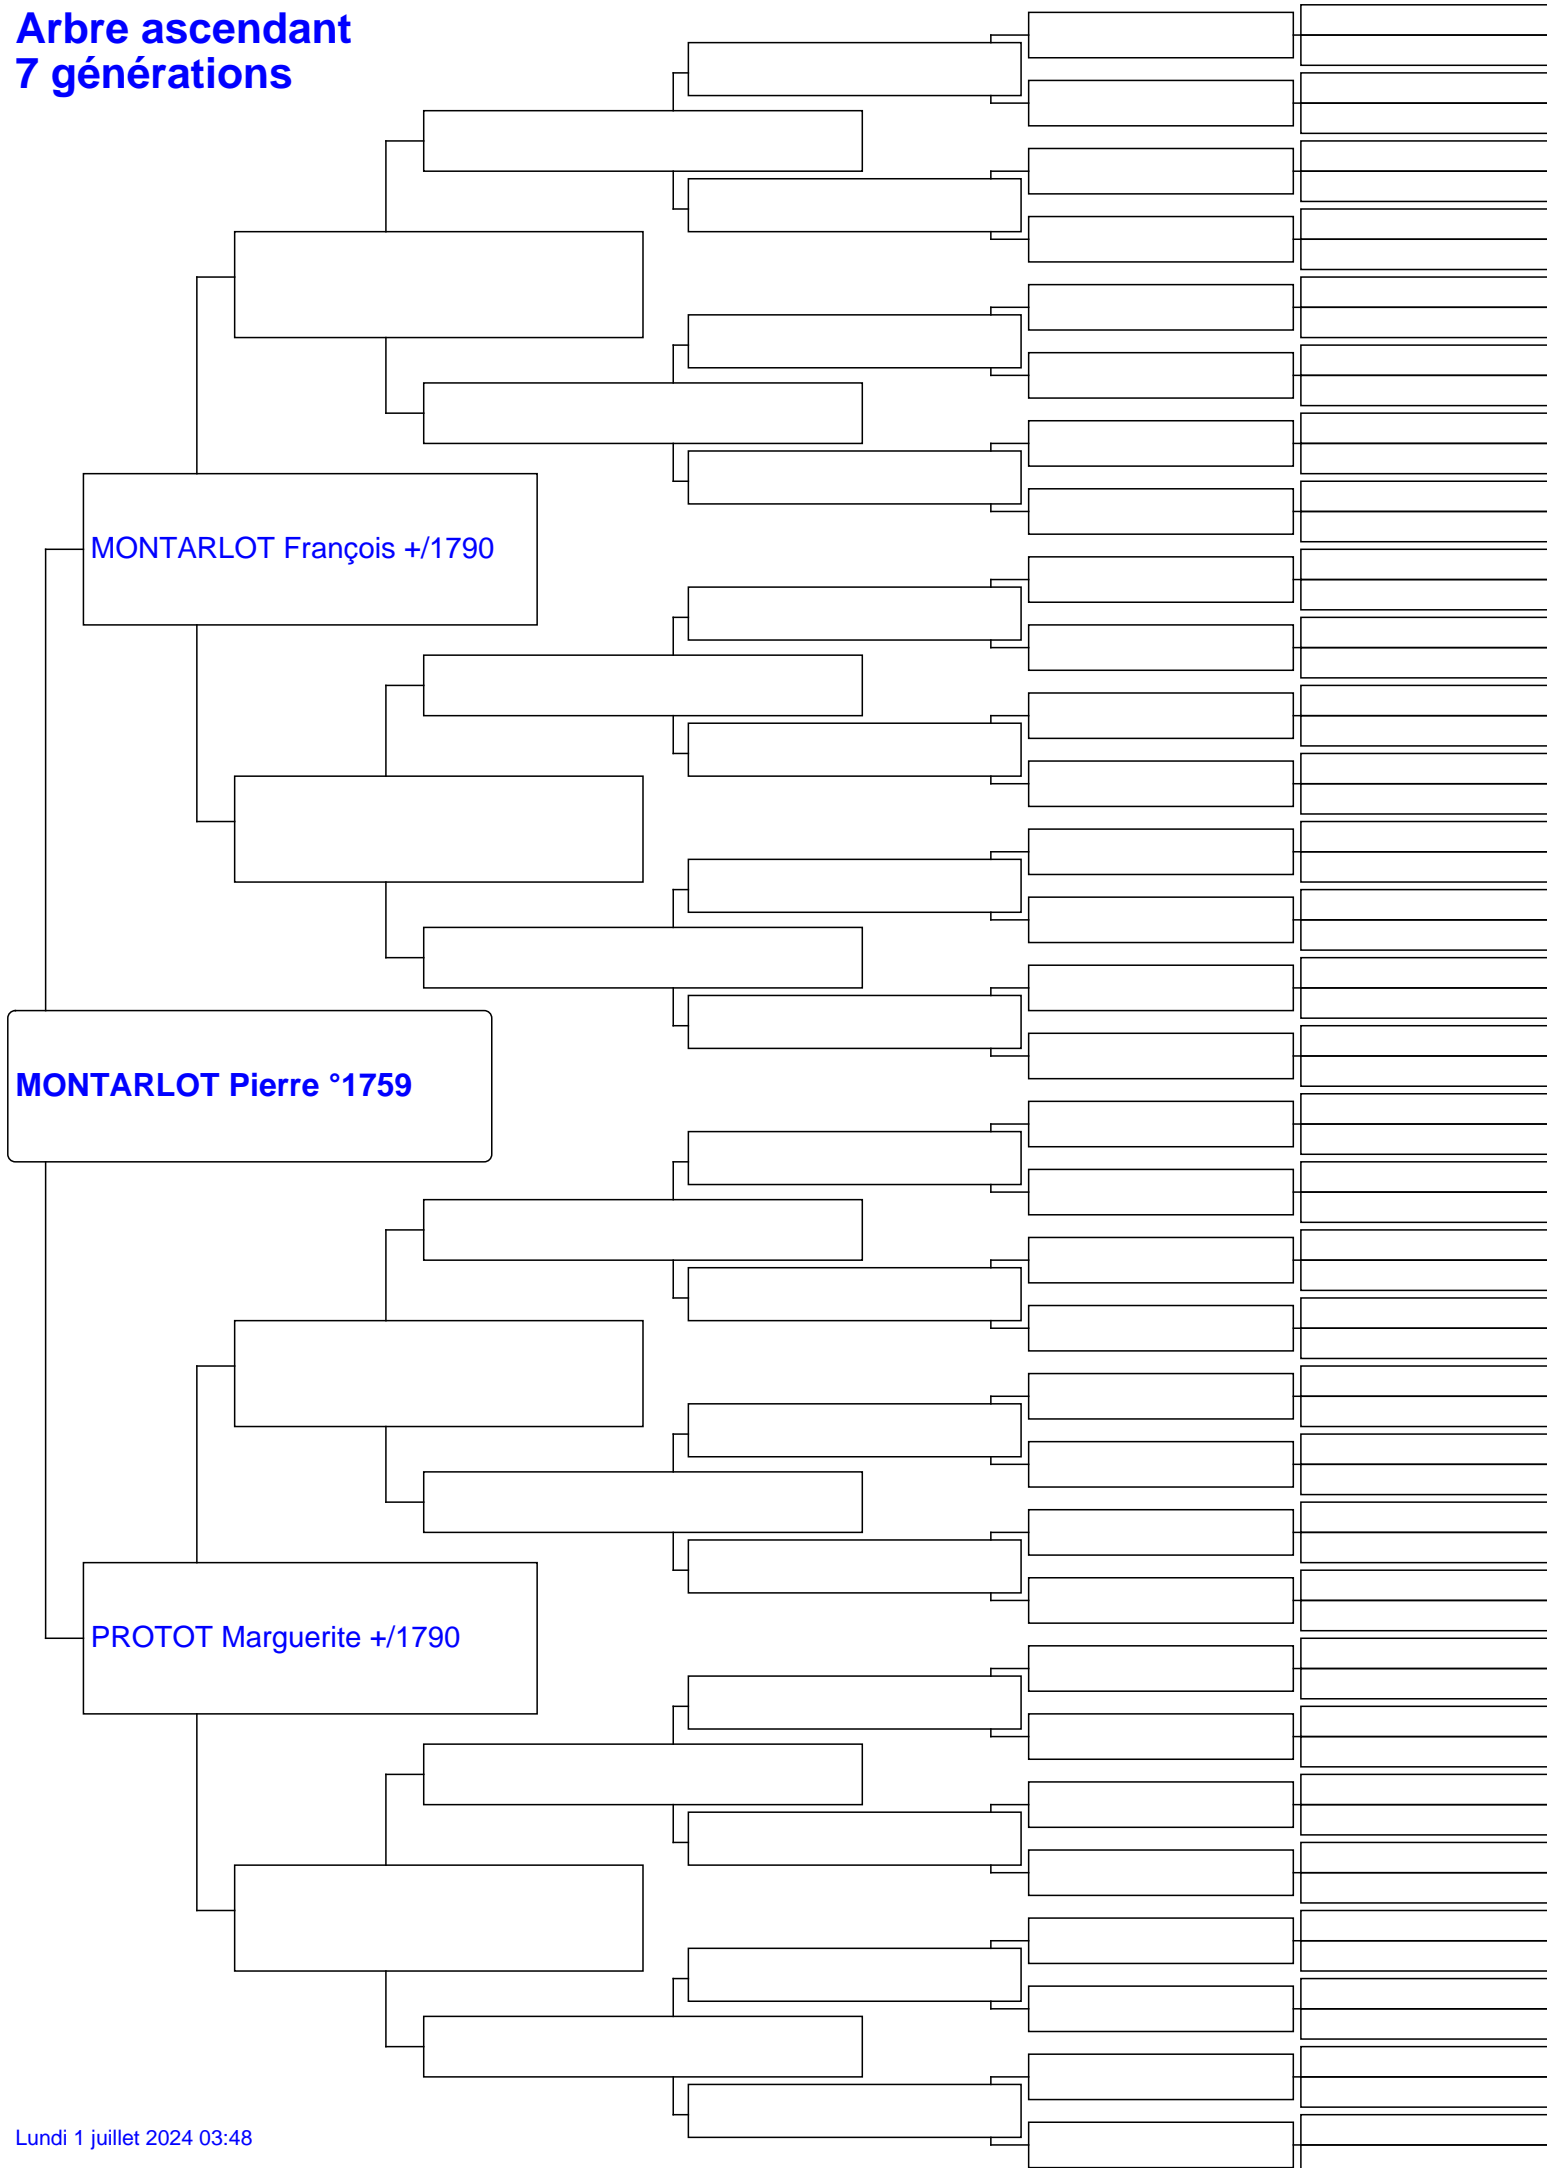 Arbre ascendant
7 générations
MONTARLOT François +/1790
MONTARLOT Pierre °1759
PROTOT Marguerite +/1790
Lundi 1 juillet 2024 03:48